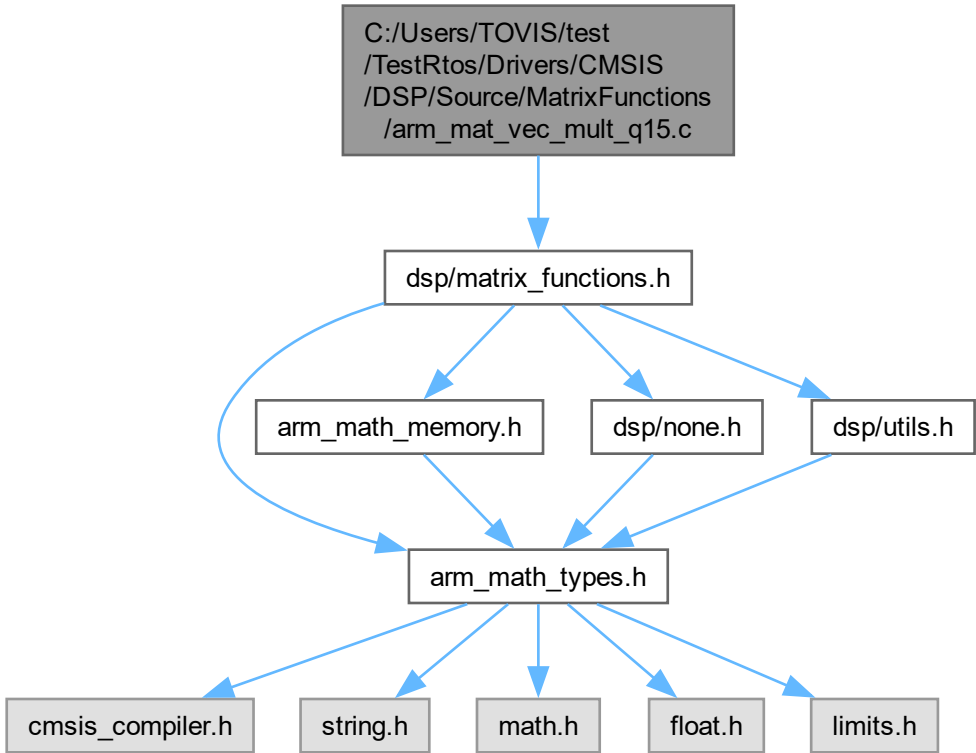 C:/Users/TOVIS/test
/TestRtos/Drivers/CMSIS
/DSP/Source/MatrixFunctions
/arm_mat_vec_mult_q15.c
dsp/matrix_functions.h
arm_math_memory.h
dsp/none.h
dsp/utils.h
arm_math_types.h
cmsis_compiler.h
string.h
math.h
float.h
limits.h